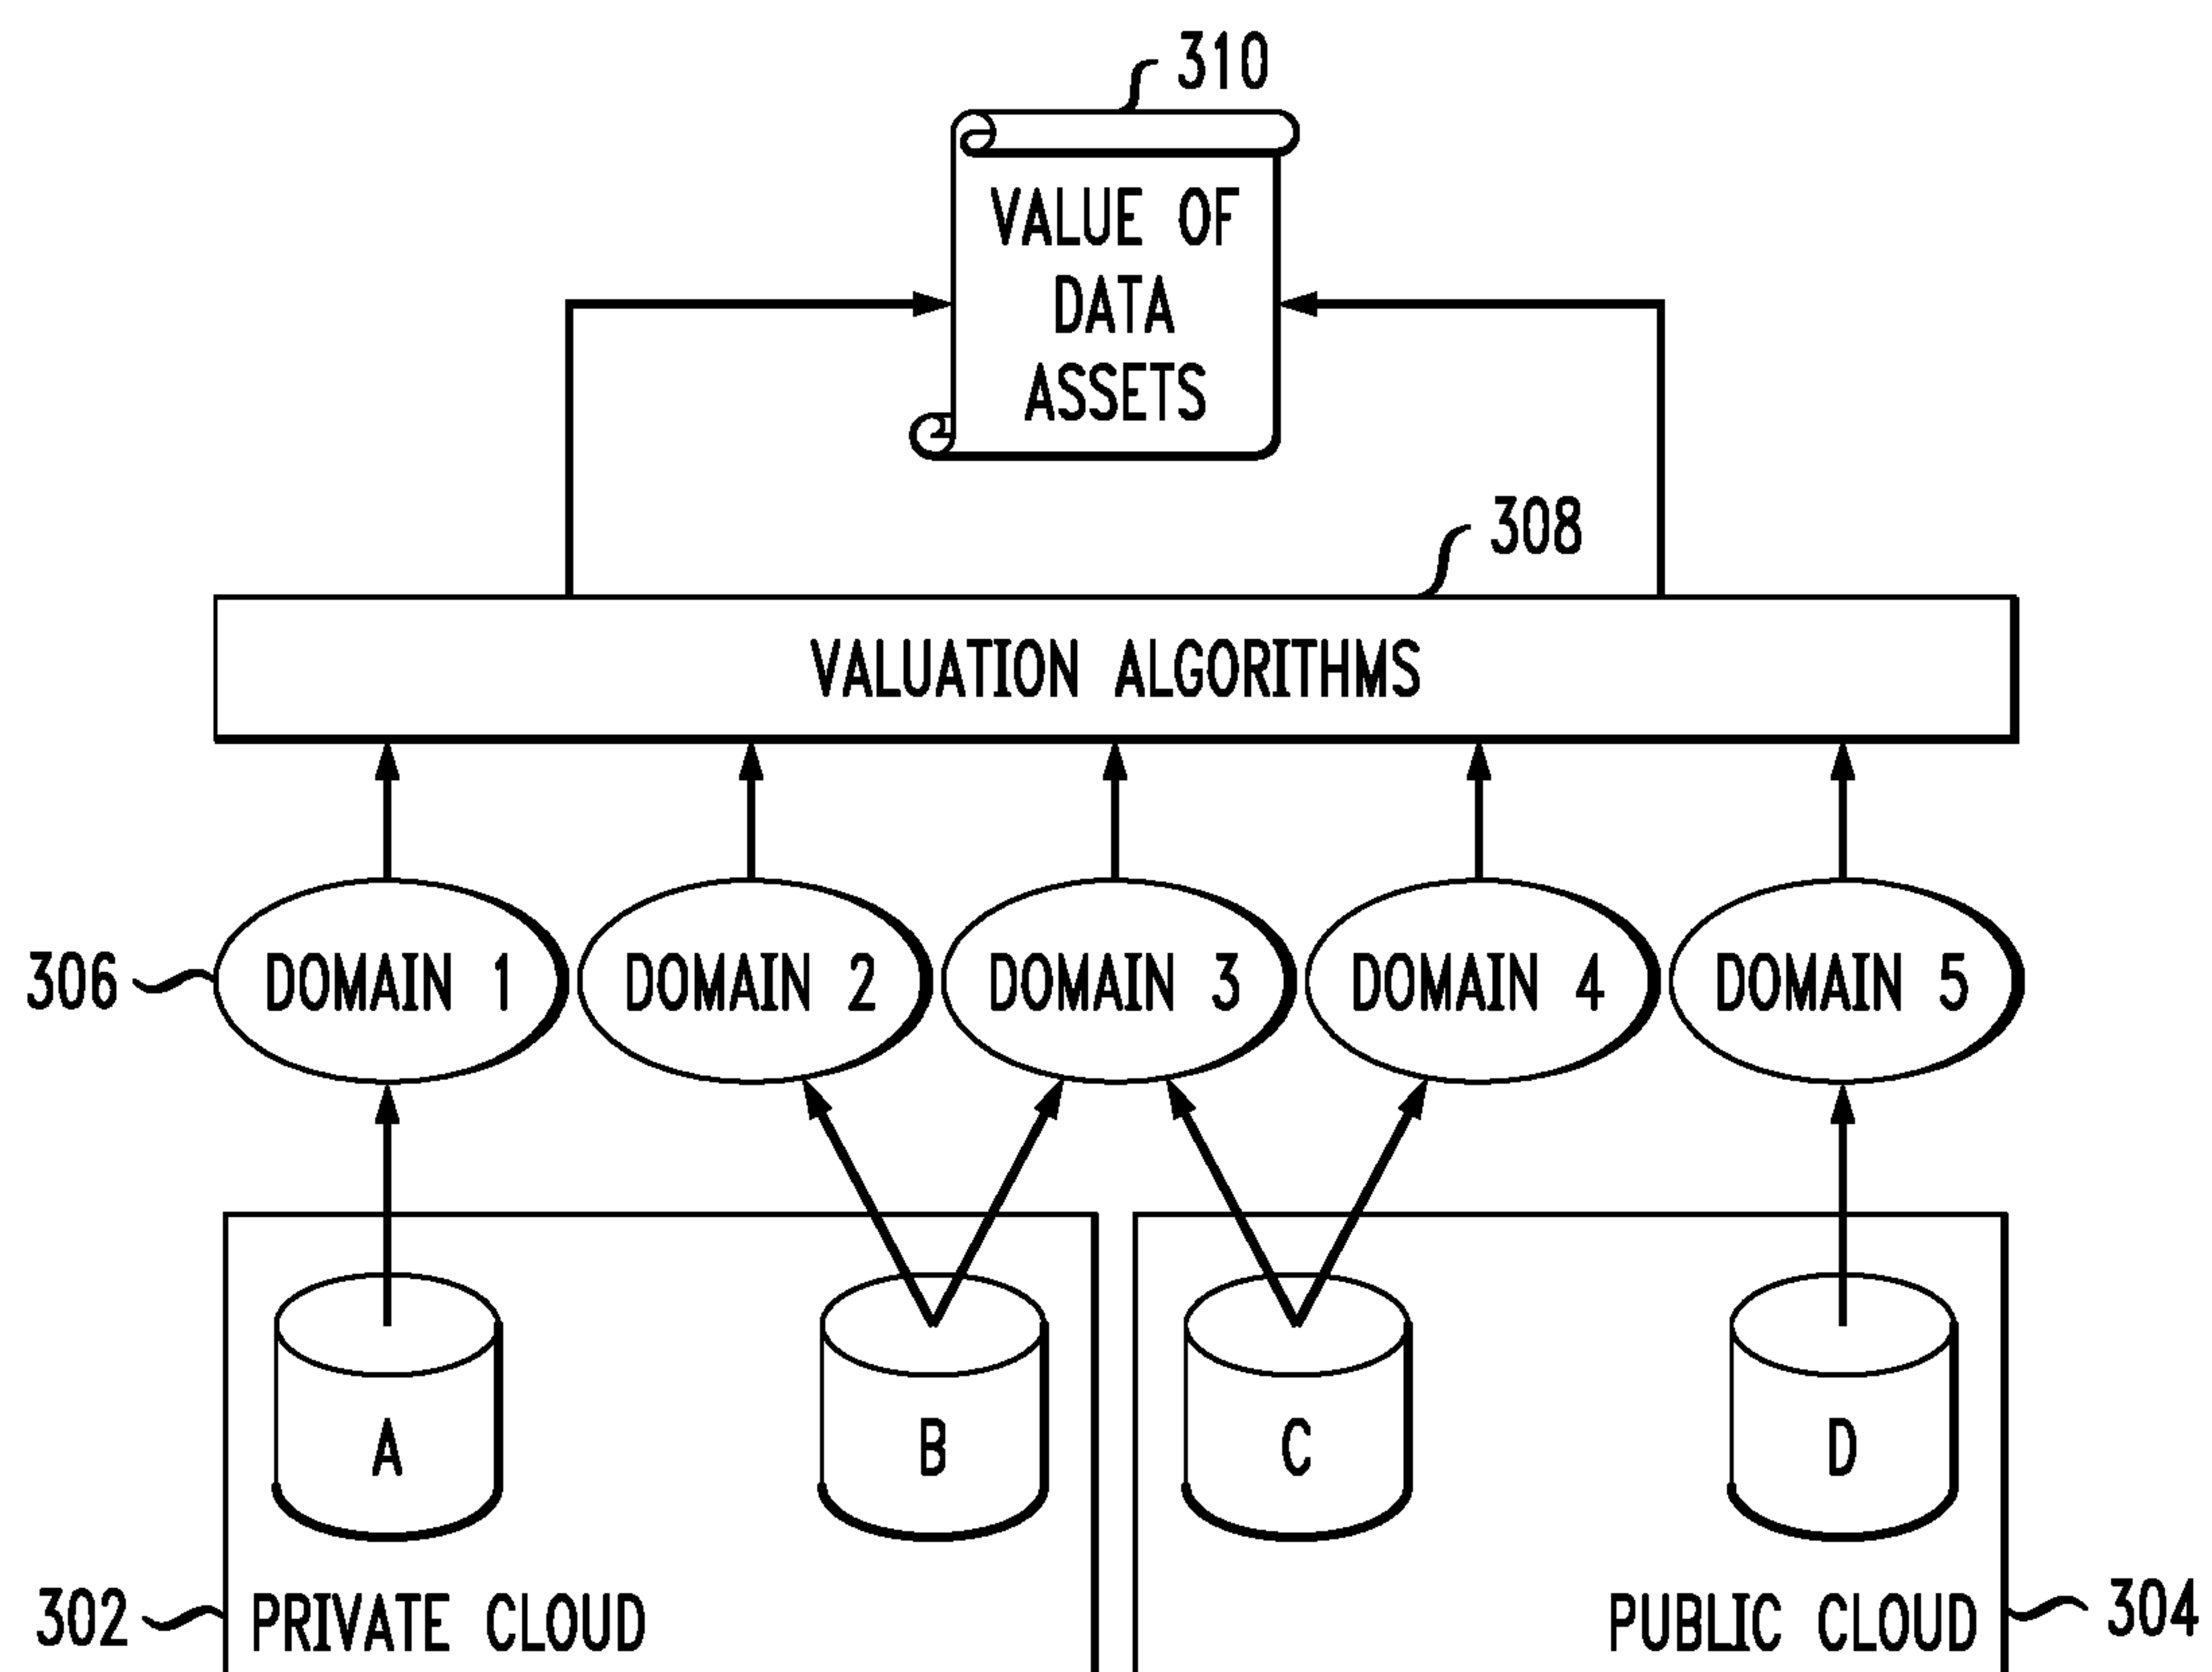 310
VALUE OF
DATA
ASSETS
308
VALUATION ALGORITHMS
306
DOMAIN 1
DOMAIN 2
DOMAIN 3
DOMAIN 4
DOMAIN 5
A
B
C
D
302
PRIVATE CLOUD
PUBLIC CLOUD
304